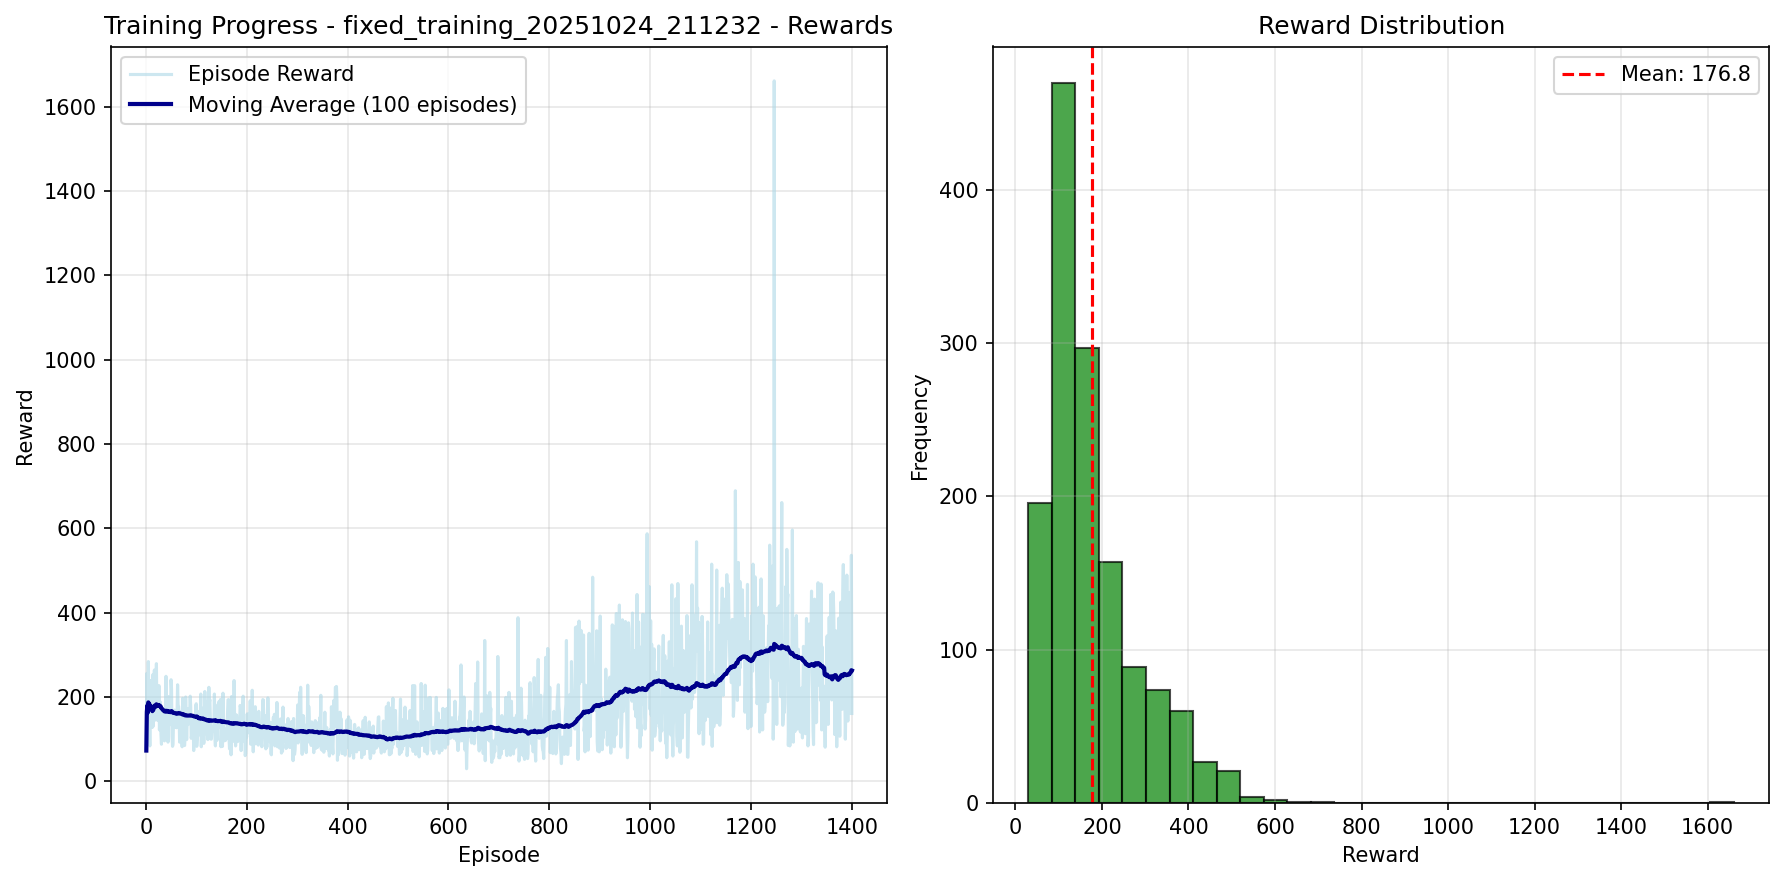 Training Progress - fixed_training_20251024_211232 - Rewards
Episode Reward
Moving Average (100 episodes)
1600
1400
1200
1000
800
600
400
200
0
Reward
0 200 400 600 800 1000 1200 1400
Episode
Reward Distribution
Mean: 176.8
400
300
200
100
0
Frequency
0 200 400 600 800 1000 1200 1400 1600
Reward